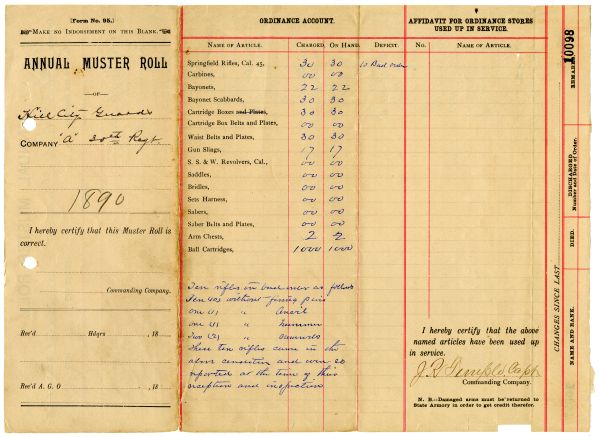 (Form No. 95.)
MAKE NO INDORSEMENT ON THIS BLANK.
ANNUAL MUSTER ROLL
—OF—
Hill City Guards
COMPANY "A" 20th Regt.
1890
I hereby certify that this Muster Roll is
correct.
Commanding Company.
Rec'd Hdqrs , 18
Rec'd A. G. O , 18
ORDINANCE ACCOUNT.
NAME OF ARTICLE. CHARGED. ON HAND. DEFICIT.
Springfield Rifles, Cal. 45, 30 30 10 Bad order
Carbines, 00 00
Bayonets, 22 22
Bayonet Scabbards, 30 30
Cartridge Boxes and Plates, 30 30
Cartridge Box Belts and Plates, 00 00
Waist Belts and Plates, 30 30
Gun Slings, 17 17
S. S. & W. Revolvers, Cal., 00 00
Saddles, 00 00
Bridles, 00 00
Sets Harness, 00 00
Sabers, 00 00
Saber Belts and Plates, 00 00
Arm Chests, 2 2
Ball Cartridges, 1000 1000
Ten rifles in bad order as follows
without firing pins
one (1) "
one (1) " hammer
Two (2) "
These ten rifles came in the
above condition and were so
reported at the time of their
reception and inspection
AFFIDAVIT FOR ORDINANCE STORES
USED UP IN SERVICE.
No. NAME OF ARTICLE.
I hereby certify that the above
named articles have been used up
in service.
Capt
Commanding Company.
N. B.—Damaged arms must be returned to
State Armory in order to get credit therefor.
CHANGES SINCE LAST
10098
REMARKS
DISCHARGED
Number and Date of Order.
DIED.
NAME AND RANK.